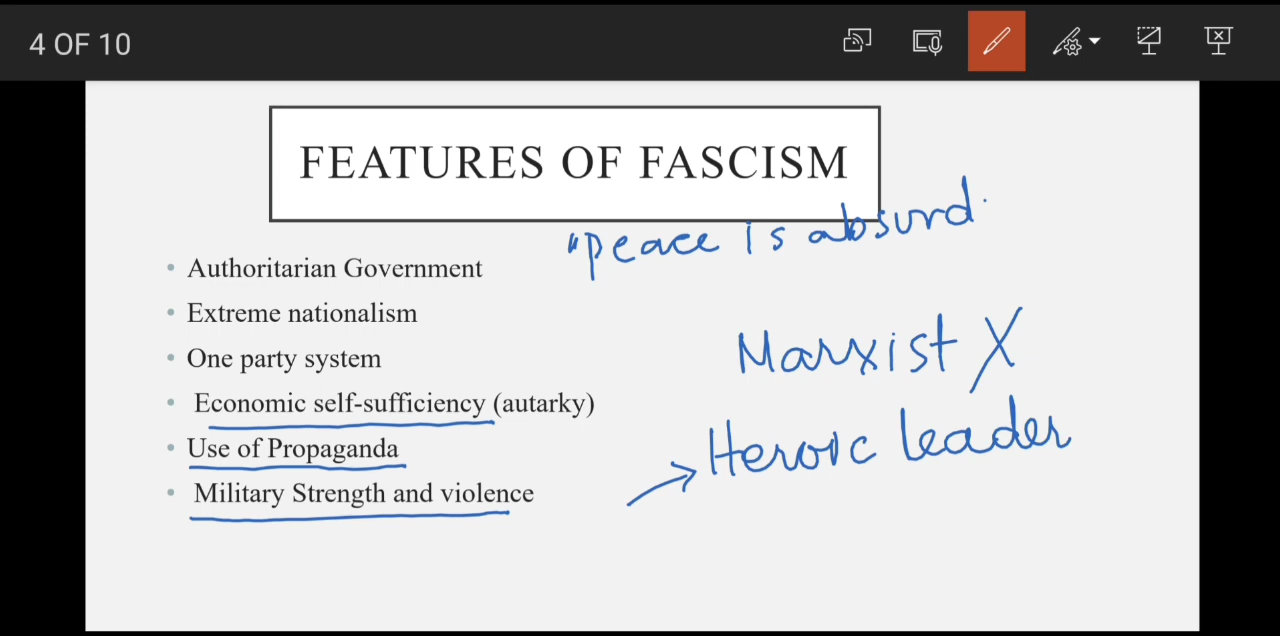 4 OF 10
FEATURES OF FASCISM
"peace is absurd.
• Authoritarian Government
• Extreme nationalism
• One party system
• Economic self-sufficiency (autarky)
• Use of Propaganda
• Military Strength and violence
Marxist X
→ Heroic leader